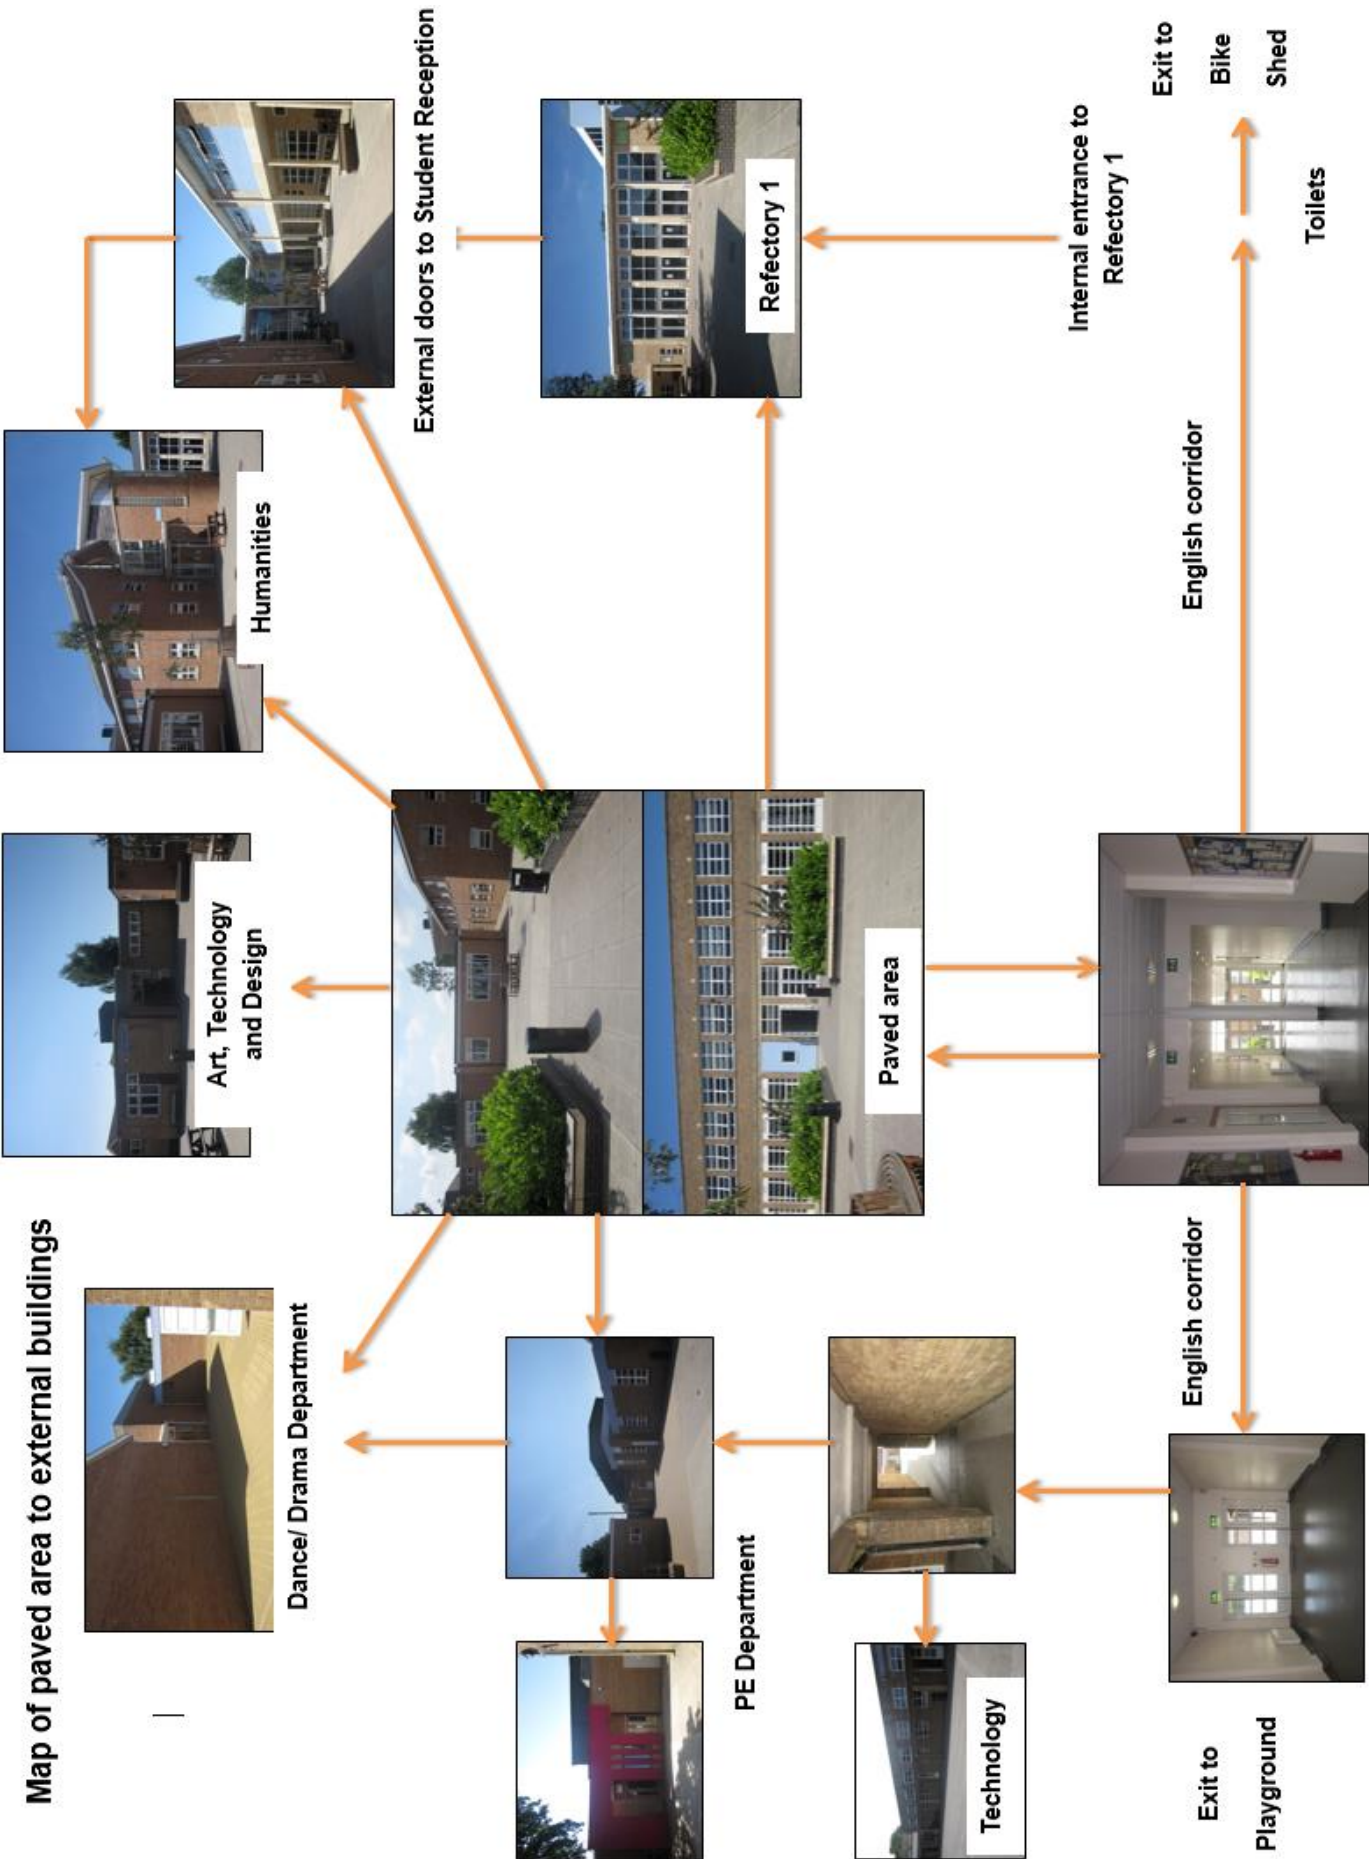 Map of paved area to external buildings
Dance/ Drama Department
Art, Technology
and Design
Humanities
External doors to Student Reception
PE Department
Paved area
Refectory 1
Technology
Internal entrance to
Refectory 1
English corridor
English corridor
Exit to
Playground
Exit to
Bike
Shed
Toilets